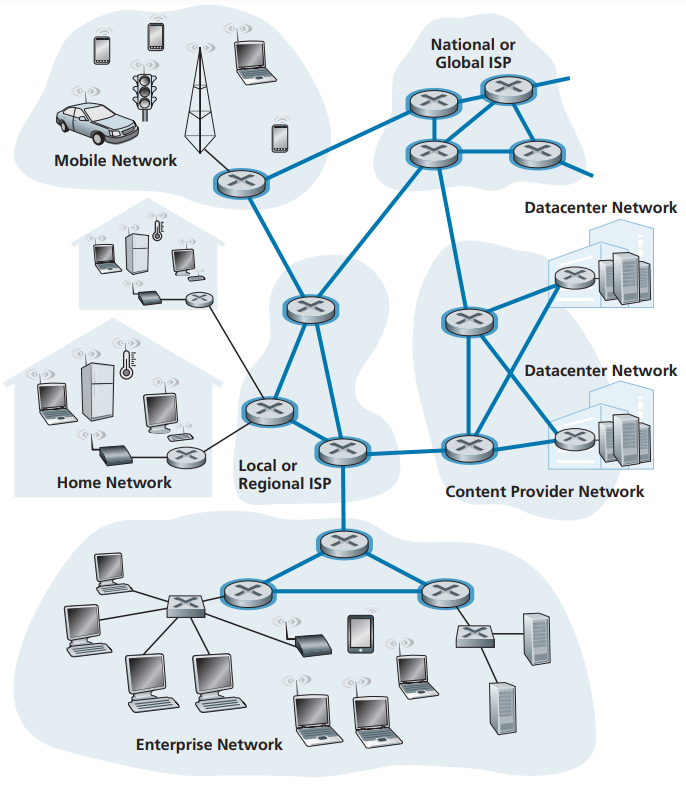 National or
Global ISP
Mobile Network
Datacenter Network
Datacenter Network
Home Network
Local or
Regional ISP
Content Provider Network
Enterprise Network